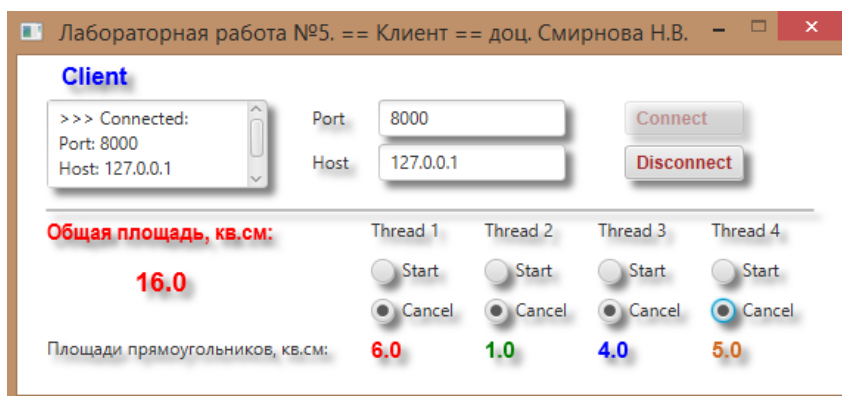 Лабораторная работа №5. == Клиент == доц. Смирнова Н.В.
Client
>>> Connected:
Port: 8000
Host: 127.0.0.1
Port 8000 Connect
Host 127.0.0.1 Disconnect
Общая площадь, кв.см: Thread 1 Thread 2 Thread 3 Thread 4
16.0
Start Start Start Start
Cancel Cancel Cancel Cancel
Площади прямоугольников, кв.см: 6.0 1.0 4.0 5.0